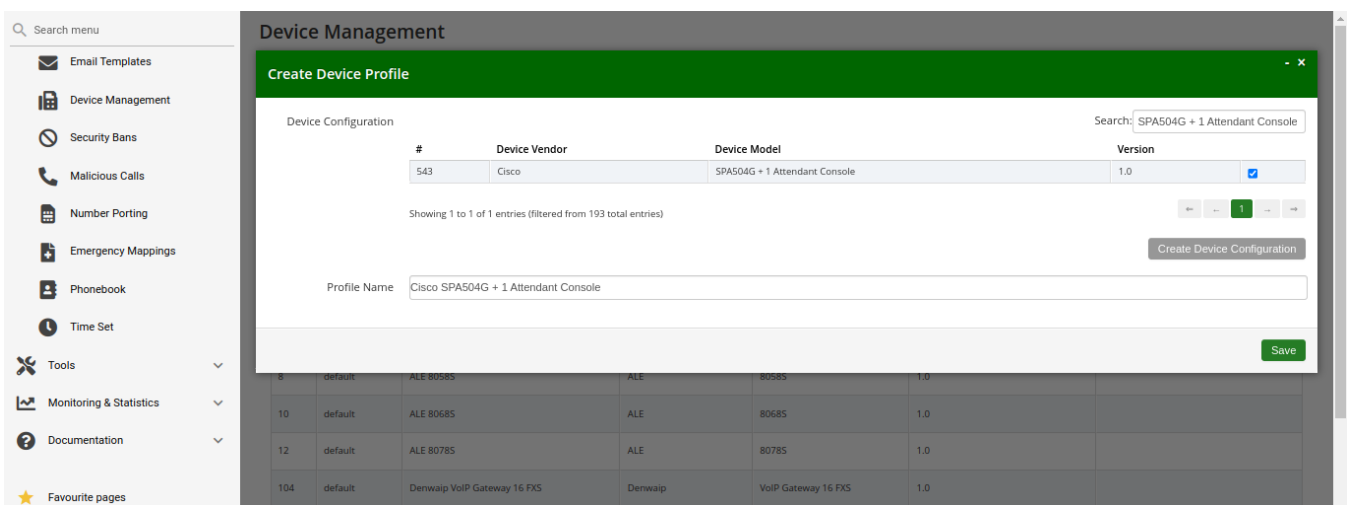 Search menu
Email Templates
Device Management
Security Bans
Malicious Calls
Number Porting
Emergency Mappings
Phonebook
Time Set
Tools
Monitoring & Statistics
Documentation
Favourite pages
Device Management
Create Device Profile - ×
Device Configuration
Search: SPA504G + 1 Attendant Console
# Device Vendor Device Model Version
543 Cisco SPA504G + 1 Attendant Console 1.0
Showing 1 to 1 of 1 entries (filtered from 193 total entries)
⇐ ← 1 → ⇒
Create Device Configuration
Profile Name Cisco SPA504G + 1 Attendant Console
Save
8 default ALE 8058S ALE 8058S 1.0
10 default ALE 8068S ALE 8068S 1.0
12 default ALE 8078S ALE 8078S 1.0
104 default Denwaip VoIP Gateway 16 FXS Denwaip VoIP Gateway 16 FXS 1.0